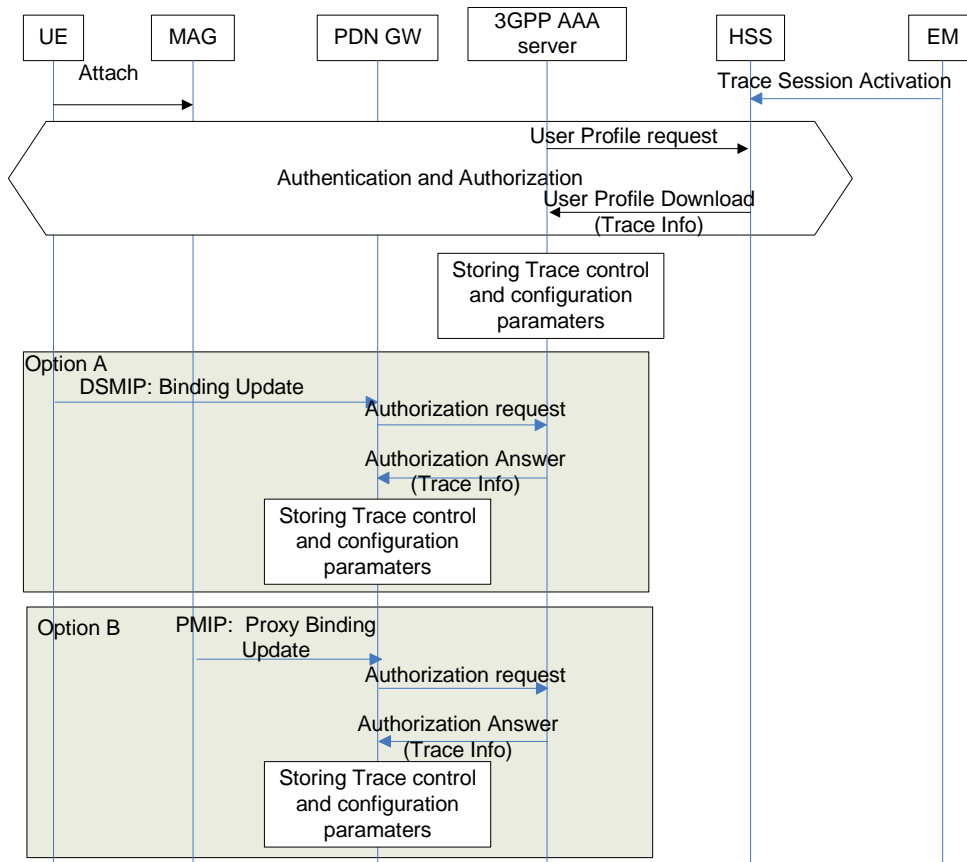 UE
MAG
PDN GW
3GPP AAA
server
HSS
EM
Attach
Trace Session Activation
User Profile request
Authentication and Authorization
User Profile Download
(Trace Info)
Storing Trace control
and configuration
paramaters
Option A
DSMIP: Binding Update
Authorization request
Authorization Answer
(Trace Info)
Storing Trace control
and configuration
paramaters
Option B
PMIP: Proxy Binding
Update
Authorization request
Authorization Answer
(Trace Info)
Storing Trace control
and configuration
paramaters